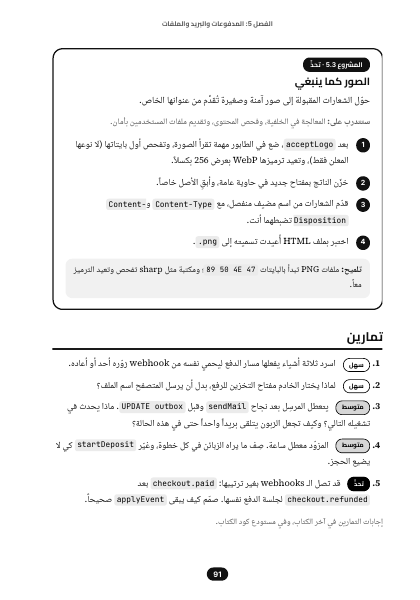 الفصل 5: المدفوعات والبريد والملفات
المشروع 5.3 · تحدٍّ
الصور كما ينبغي
حوّل الشعارات المقبولة إلى صور آمنة وصغيرة تُقدَّم من عنوانها الخاص.
ستتدرب على: المعالجة في الخلفية، وفحص المحتوى، وتقديم ملفات المستخدمين بأمان.
1 بعد acceptLogo، ضع في الطابور مهمة تقرأ الصورة، وتفحص أول بايتاتها (لا نوعها
المعلن فقط)، وتعيد ترميزها WebP بعرض 256 بكسلاً.
2 خزّن الناتج بمفتاح جديد في حاوية عامة، وأبقِ الأصل خاصاً.
3 قدّم الشعارات من اسم مضيف منفصل، مع Content-Type و Content-
Disposition تضبطهما أنت.
4 اختبر بملف HTML أعيدت تسميته إلى .png.
تلميح: ملفات PNG تبدأ بالبايتات 89 50 4E 47؛ ومكتبة مثل sharp تفحص وتعيد الترميز
معاً.
تمارين
1. سهل اسرد ثلاثة أشياء يفعلها مسار الدفع ليحمي نفسه من webhook زوّره أحد أو أعاده.
2. سهل لماذا يختار الخادم مفتاح التخزين للرفع، بدل أن يرسل المتصفح اسم الملف؟
3. متوسط يتعطل المرسِل بعد نجاح sendMail وقبل UPDATE outbox. ماذا يحدث في
تشغيله التالي؟ وكيف تجعل الزبون يتلقى بريداً واحداً حتى في هذه الحالة؟
4. متوسط المزوّد معطل ساعة. صِف ما يراه الزبائن في كل خطوة، وغيّر startDeposit كي لا
يضيع الحجز.
5. تحدٍّ قد تصل الـ webhooks بغير ترتيبها: checkout.paid بعد
checkout.refunded لجلسة الدفع نفسها. صمّم كيف يبقى applyEvent صحيحاً.
إجابات التمارين في آخر الكتاب، وفي مستودع كود الكتاب.
91